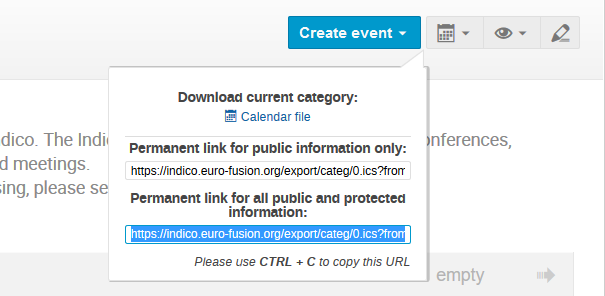 Create event
Download current category:
Calendar file
dico. The Indi
onferences,
Permanent link for public information only:
d meetings.
https://indico.euro-fusion.org/export/categ/0.ics?from
sing, please se
Permanent link for all public and protected
information:
https://indico.euro-fusion.org/export/categ/0.ics?from
Please use CTRL + C to copy this URL
empty